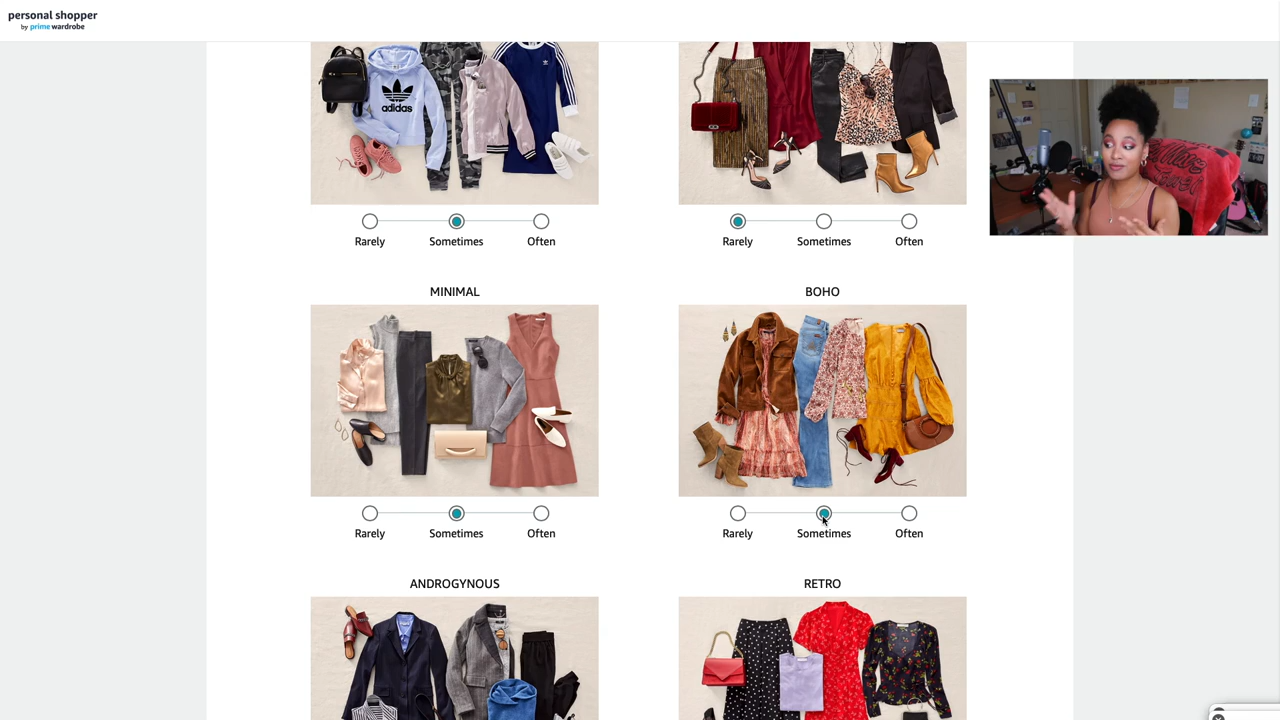 personal shopper
by prime wardrobe
adidas
Rarely
Sometimes
Often
Rarely
Sometimes
Often
MINIMAL
BOHO
Rarely
Sometimes
Often
Rarely
Sometimes
Often
ANDROGYNOUS
RETRO